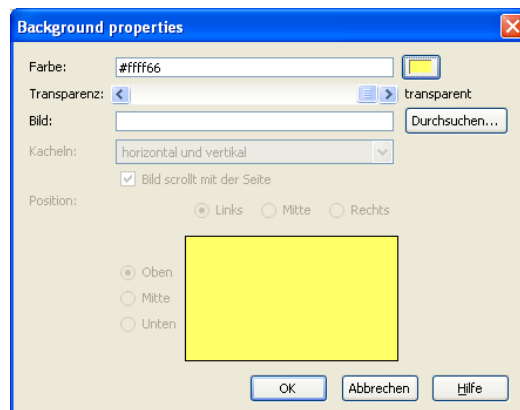 Background properties
Farbe: #ffff66
Transparenz: transparent
Bild: Durchsuchen...
Kacheln: horizontal und vertikal
Bild scrollt mit der Seite
Position:
Links Mitte Rechts
Oben
Mitte
Unten
OK Abbrechen Hilfe